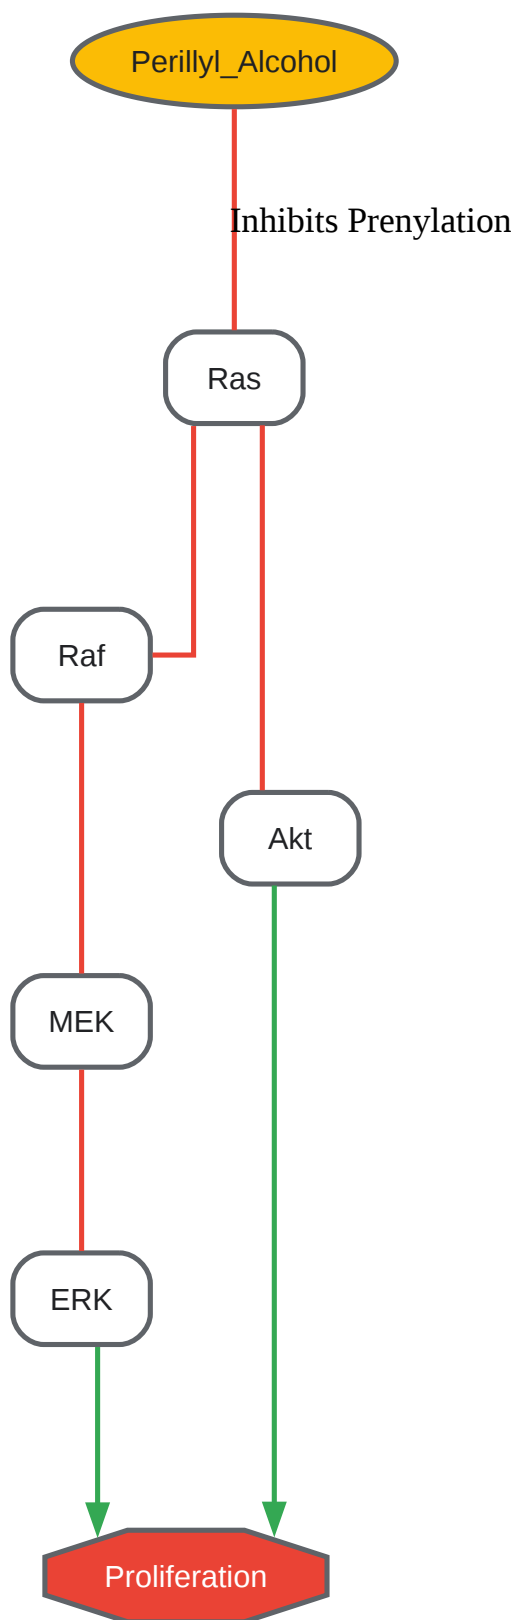 Perillyl_Alcohol
Inhibits Prenylation
Ras
Raf
Akt
MEK
ERK
Proliferation